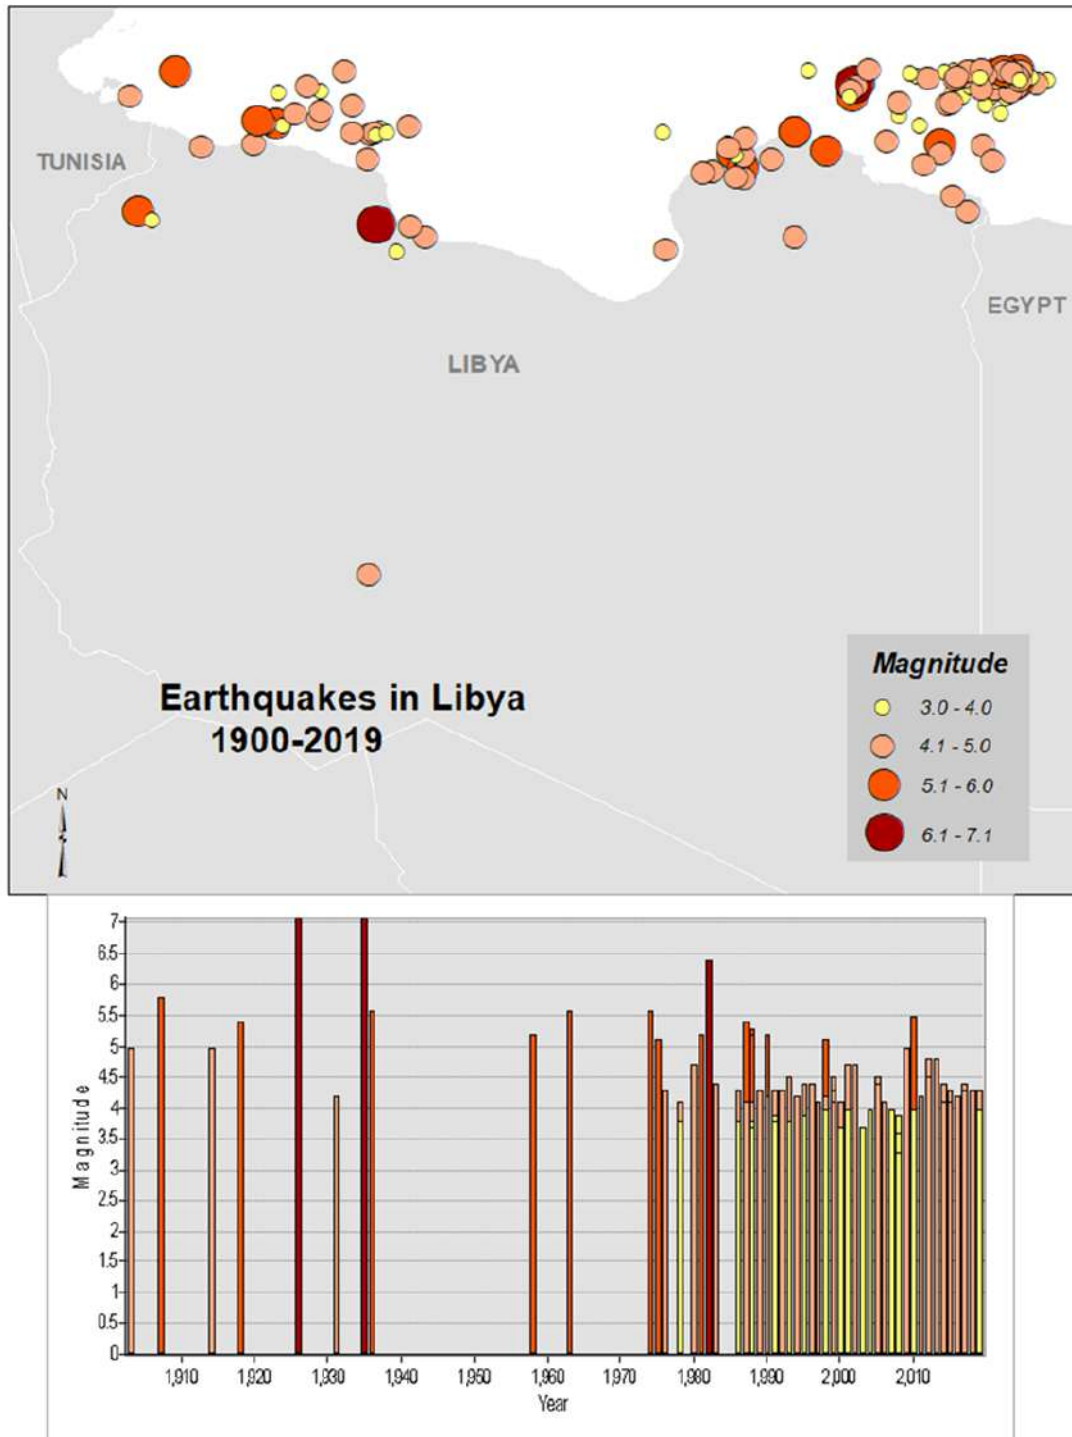 TUNISIA
EGYPT
LIBYA
Earthquakes in Libya
1900-2019
N
Magnitude
3.0 - 4.0
4.1 - 5.0
5.1 - 6.0
6.1 - 7.1
7
6.5
6
5.5
5
4.5
4
3.5
3
2.5
2
1.5
1
0.5
0
Magnitude
1,910 1,920 1,930 1,940 1,950 1,960 1,970 1,980 1,990 2,000 2,010
Year